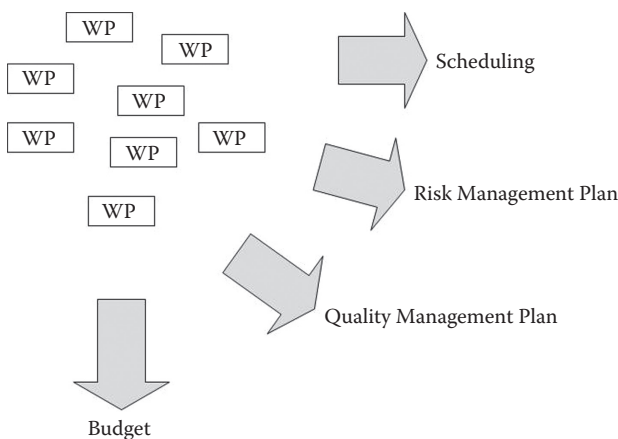 WP
WP
WP
WP
WP
WP
WP
WP
Scheduling
Risk Management Plan
Quality Management Plan
Budget